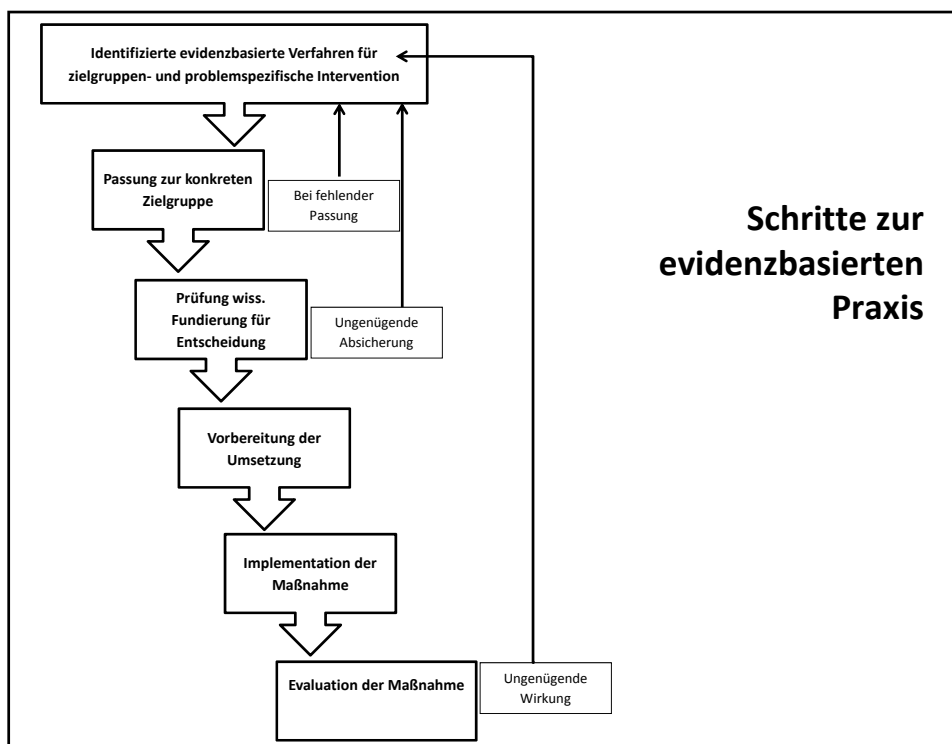 Identifizierte evidenzbasierte Verfahren für
zielgruppen- und problemspezifische Intervention
Passung zur konkreten
Zielgruppe
Bei fehlender
Passung
Schritte zur
evidenzbasierten
Praxis
Prüfung wiss.
Fundierung für
Entscheidung
Ungenügende
Absicherung
Vorbereitung der
Umsetzung
Implementation der
Maßnahme
Evaluation der Maßnahme
Ungenügende
Wirkung